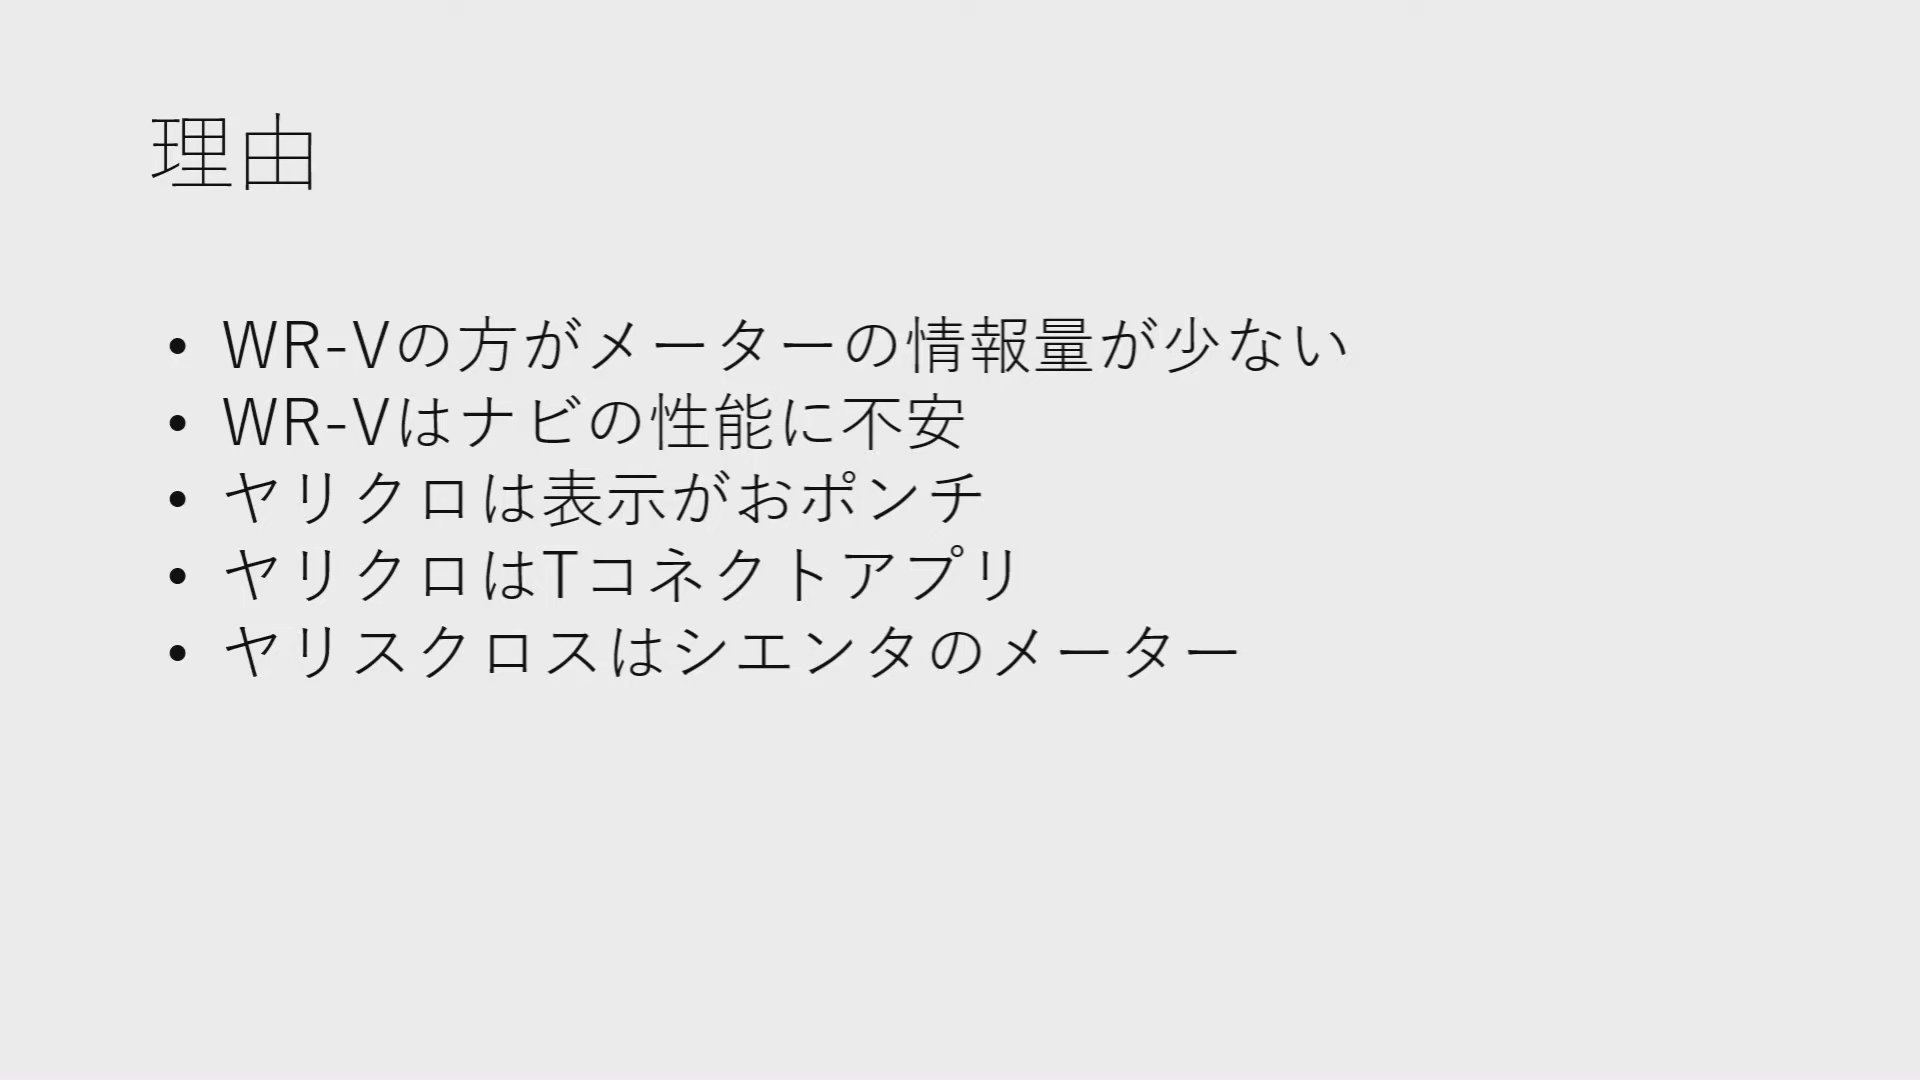 理由
• WR-Vの方がメーターの情報量が少ない
• WR-Vはナビの性能に不安
• ヤリクロは表示がおポンチ
• ヤリクロはTコネクトアプリ
• ヤリスクロスはシエンタのメーター